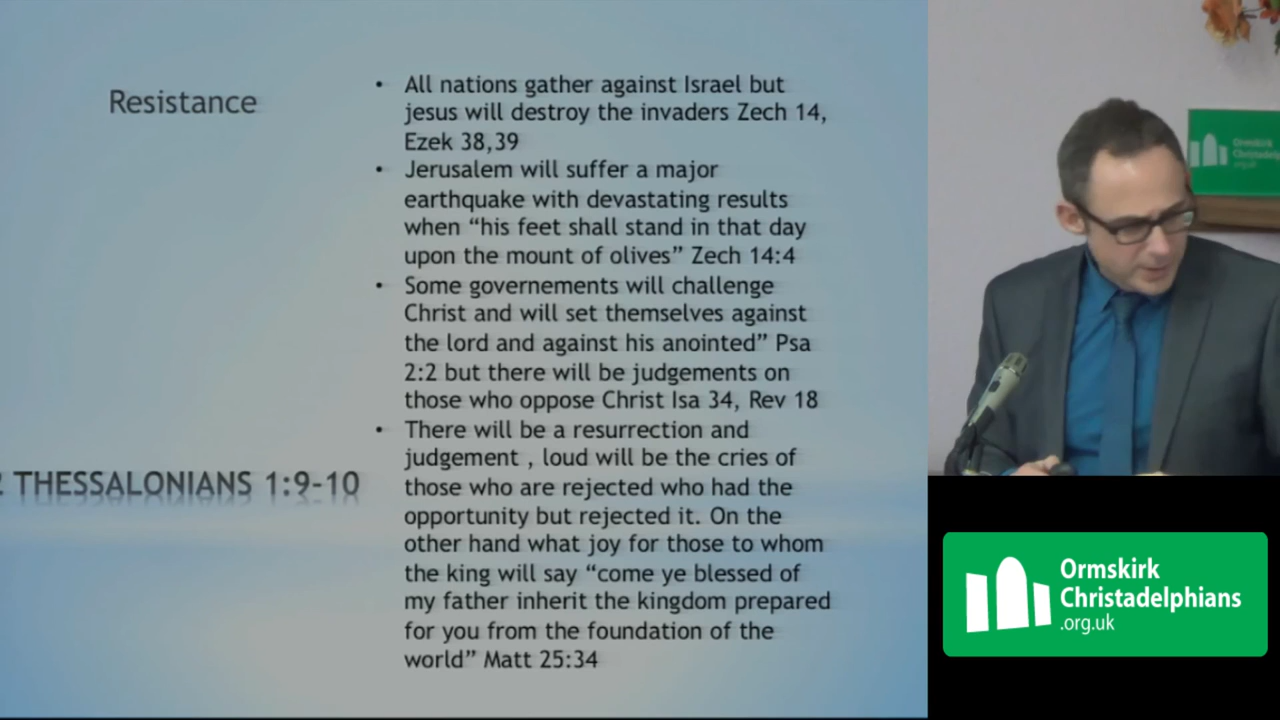 Resistance
• All nations gather against Israel but
jesus will destroy the invaders Zech 14,
Ezek 38,39
• Jerusalem will suffer a major
earthquake with devastating results
when “his feet shall stand in that day
upon the mount of olives” Zech 14:4
• Some governements will challenge
Christ and will set themselves against
the lord and against his anointed” Psa
2:2 but there will be judgements on
those who oppose Christ Isa 34, Rev 18
• There will be a resurrection and
judgement , loud will be the cries of
those who are rejected who had the
opportunity but rejected it. On the
other hand what joy for those to whom
the king will say “come ye blessed of
my father inherit the kingdom prepared
for you from the foundation of the
world” Matt 25:34
2 THESSALONIANS 1:9-10
Ormskirk
Christadelp
.org.uk
Ormskirk
Christadelphians
.org.uk